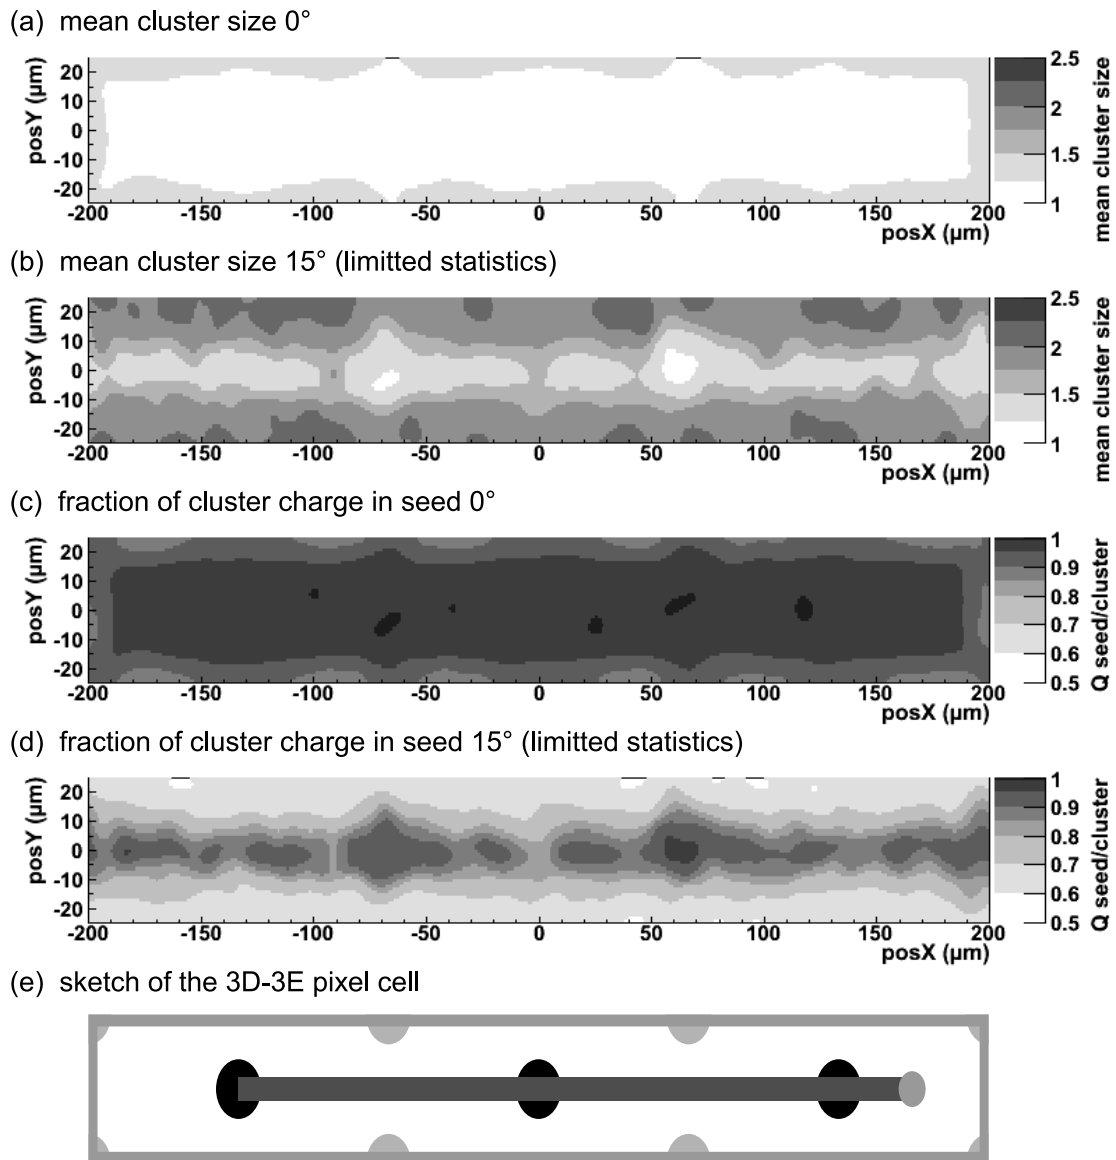 (a) mean cluster size 0°
posY (µm)
20
10
0
-10
-20
-200 -150 -100 -50 0 50 100 150 200
posX (µm)
2.5
2
1.5
1
mean cluster size
(b) mean cluster size 15° (limitted statistics)
posY (µm)
20
10
0
-10
-20
-200 -150 -100 -50 0 50 100 150 200
posX (µm)
2.5
2
1.5
1
mean cluster size
(c) fraction of cluster charge in seed 0°
posY (µm)
20
10
0
-10
-20
-200 -150 -100 -50 0 50 100 150 200
posX (µm)
1
0.9
0.8
0.7
0.6
0.5
Q seed/cluster
(d) fraction of cluster charge in seed 15° (limitted statistics)
posY (µm)
20
10
0
-10
-20
-200 -150 -100 -50 0 50 100 150 200
posX (µm)
1
0.9
0.8
0.7
0.6
0.5
Q seed/cluster
(e) sketch of the 3D-3E pixel cell